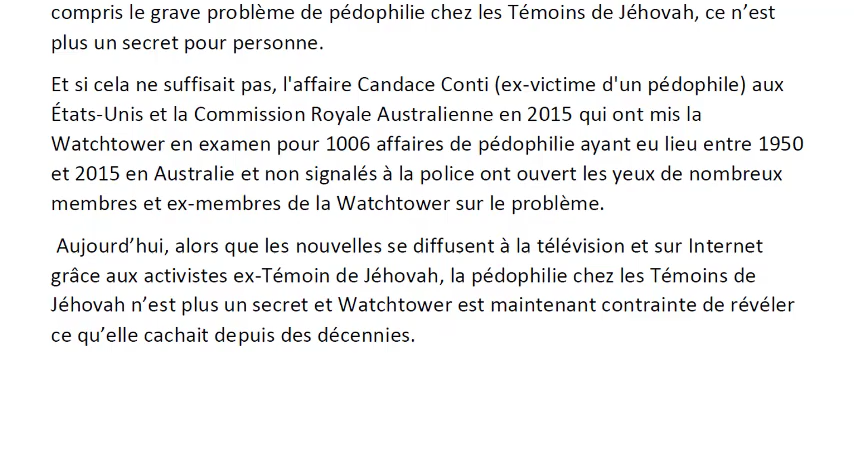 compris le grave problème de pédophilie chez les Témoins de Jéhovah, ce n’est
plus un secret pour personne.
Et si cela ne suffisait pas, l'affaire Candace Conti (ex-victime d'un pédophile) aux
États-Unis et la Commission Royale Australienne en 2015 qui ont mis la
Watchtower en examen pour 1006 affaires de pédophilie ayant eu lieu entre 1950
et 2015 en Australie et non signalés à la police ont ouvert les yeux de nombreux
membres et ex-membres de la Watchtower sur le problème.
Aujourd’hui, alors que les nouvelles se diffusent à la télévision et sur Internet
grâce aux activistes ex-Témoin de Jéhovah, la pédophilie chez les Témoins de
Jéhovah n’est plus un secret et Watchtower est maintenant contrainte de révéler
ce qu’elle cachait depuis des décennies.